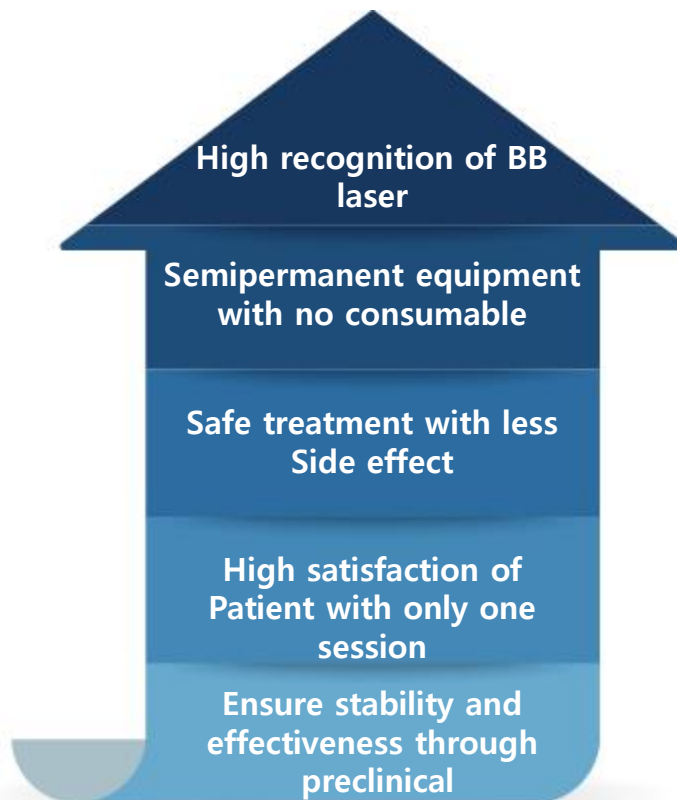 High recognition of BB
laser
Semipermanent equipment
with no consumable
Safe treatment with less
Side effect
High satisfaction of
Patient with only one
session
Ensure stability and
effectiveness through
preclinical